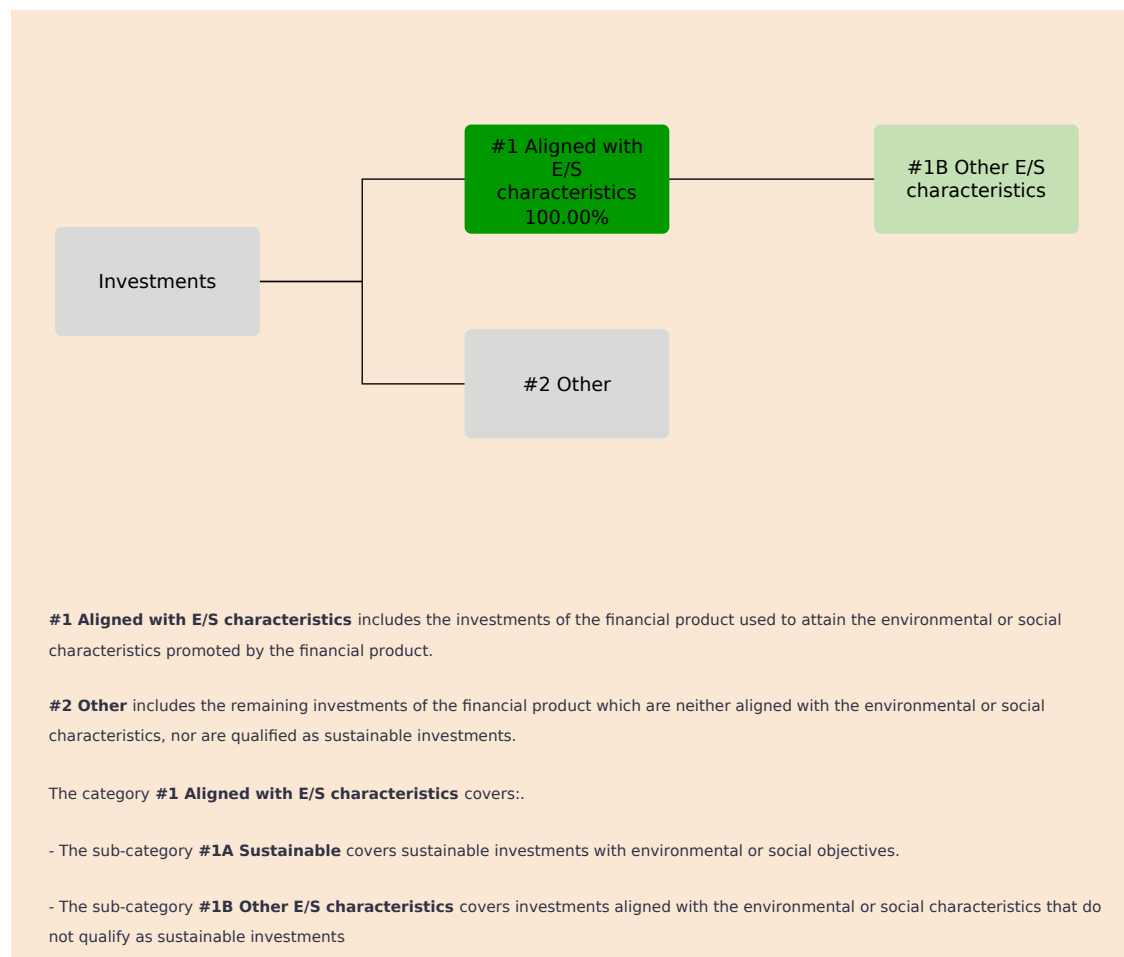 #1 Aligned with
E/S
characteristics
100.00%
#1B Other E/S
characteristics
Investments
#2 Other
#1 Aligned with E/S characteristics includes the investments of the financial product used to attain the environmental or social
characteristics promoted by the financial product.
#2 Other includes the remaining investments of the financial product which are neither aligned with the environmental or social
characteristics, nor are qualified as sustainable investments.
The category #1 Aligned with E/S characteristics covers:.
- The sub-category #1A Sustainable covers sustainable investments with environmental or social objectives.
- The sub-category #1B Other E/S characteristics covers investments aligned with the environmental or social characteristics that do
not qualify as sustainable investments